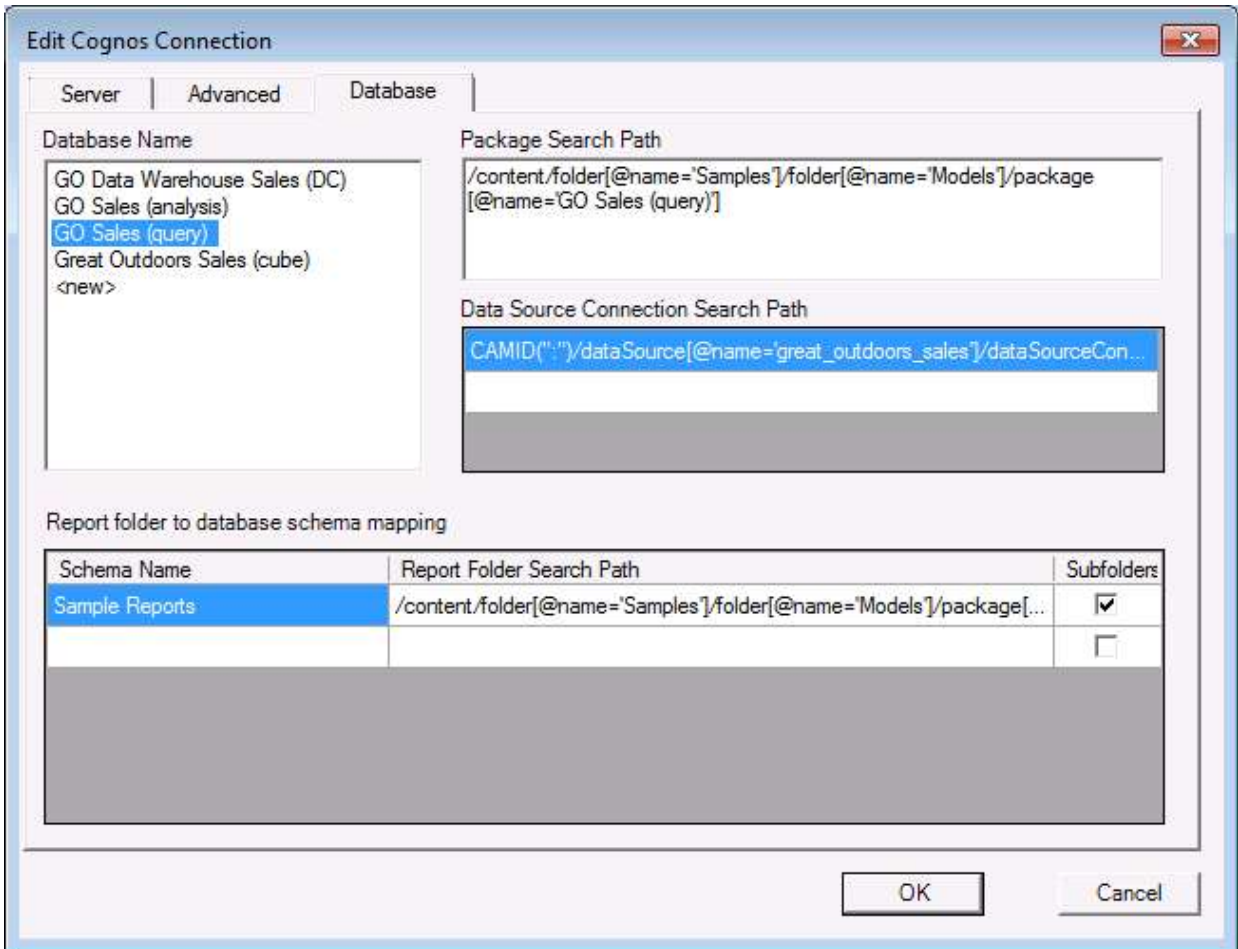 Edit Cognos Connection
Server
Advanced
Database
Database Name
GO Data Warehouse Sales (DC)
GO Sales (analysis)
GO Sales (query)
Great Outdoors Sales (cube)
<new>
Package Search Path
/content/folder[@name='Samples']/folder[@name='Models']/package
[@name='GO Sales (query)']
Data Source Connection Search Path
CAMID(":")/dataSource[@name='great_outdoors_sales']/dataSourceCon...
Report folder to database schema mapping
Schema Name
Report Folder Search Path
Subfolders
Sample Reports
/content/folder[@name='Samples']/folder[@name='Models']/package[...
OK
Cancel